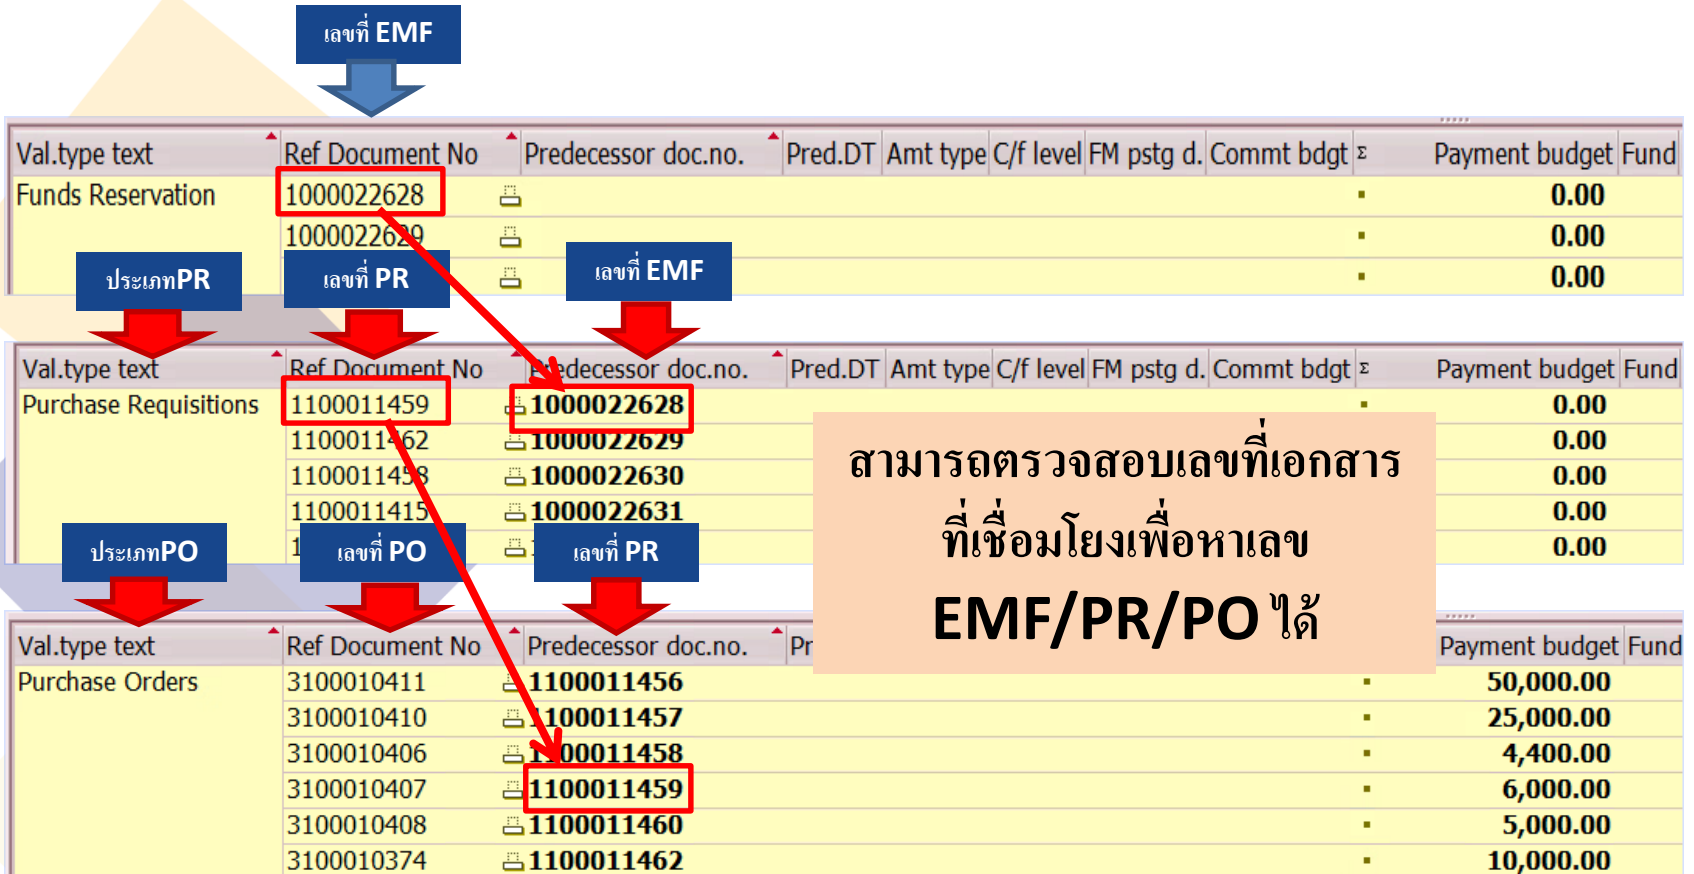 เลขที่ EMF
Val.type text Ref Document No Predecessor doc.no. Pred.DT Amt type C/f level FM pstg d. Commt bdgt Σ Payment budget Fund
Funds Reservation 1000022628 0.00
1000022629 0.00
0.00
ประเภทPR เลขที่ PR เลขที่ EMF
Val.type text Ref Document No Predecessor doc.no. Pred.DT Amt type C/f level FM pstg d. Commt bdgt Σ Payment budget Fund
Purchase Requisitions 1100011459 1000022628 0.00
1100011462 1000022629 0.00
1100011458 1000022630 0.00
1100011415 1000022631 0.00
0.00
สามารถตรวจสอบเลขที่เอกสาร
ที่เชื่อมโยงเพื่อหาเลข
EMF/PR/PO ได้
ประเภทPO เลขที่ PO เลขที่ PR
Val.type text Ref Document No Predecessor doc.no. Pr Payment budget Fund
Purchase Orders 3100010411 1100011456 50,000.00
3100010410 1100011457 25,000.00
3100010406 1100011458 4,400.00
3100010407 1100011459 6,000.00
3100010408 1100011460 5,000.00
3100010374 1100011462 10,000.00